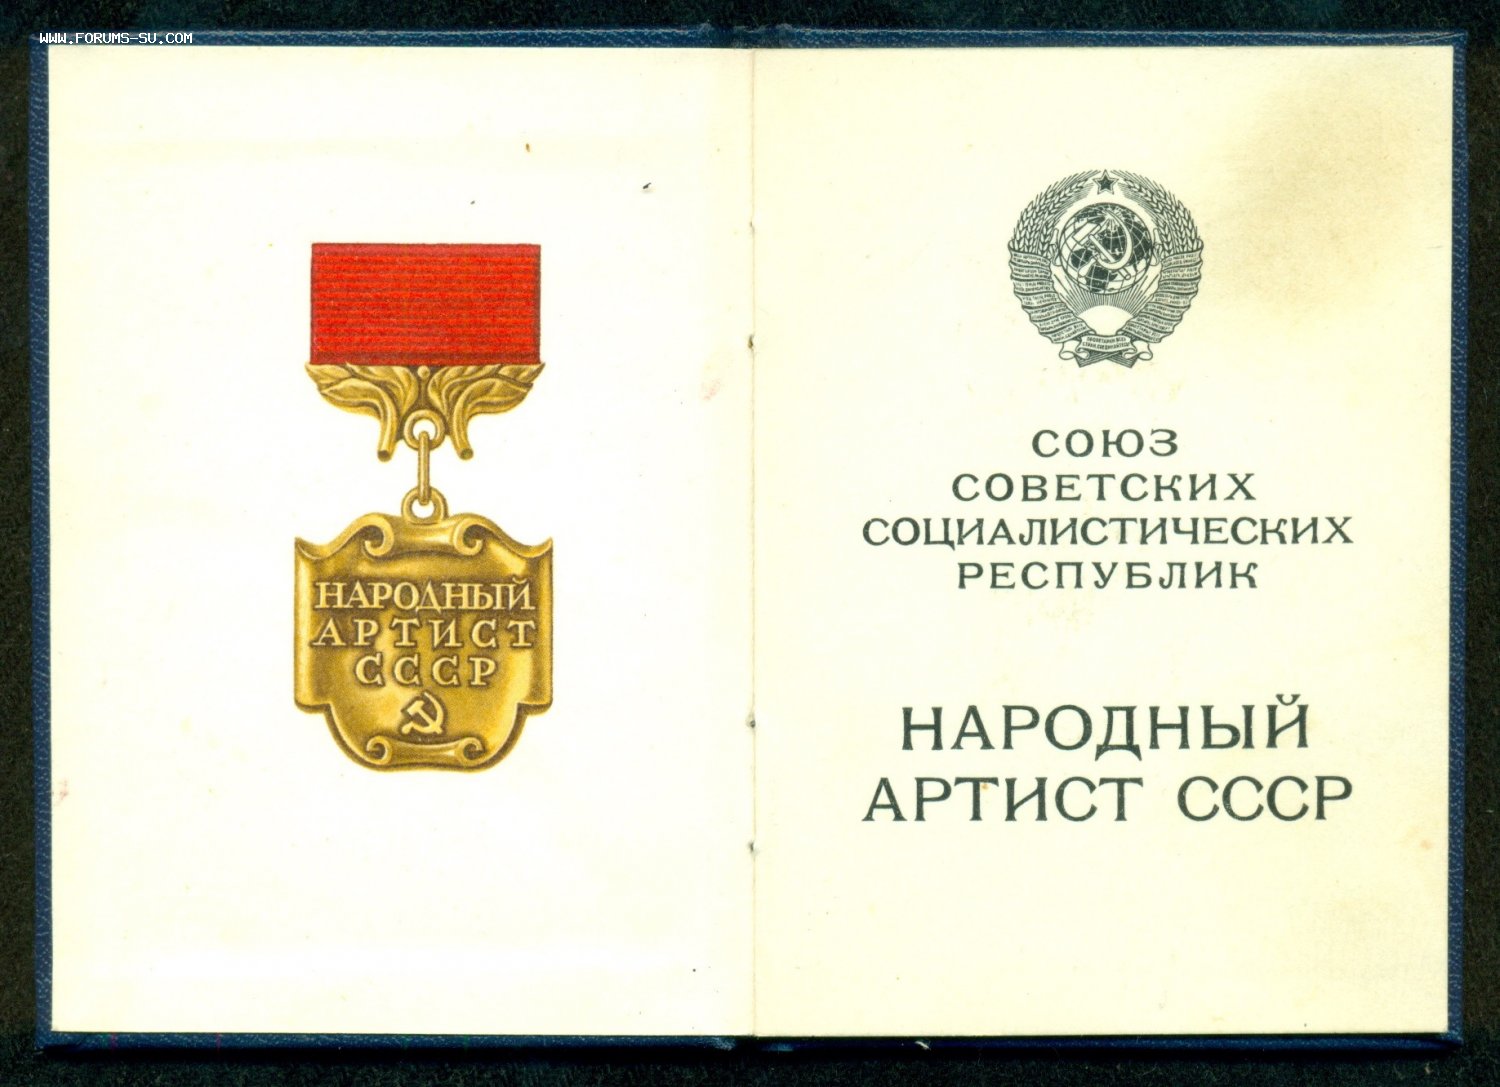 WWW.FORUMS-SU.COM
НАРОДНЫЙ
АРТИСТ
СССР
СОЮЗ
СОВЕТСКИХ
СОЦИАЛИСТИЧЕСКИХ
РЕСПУБЛИК
НАРОДНЫЙ
АРТИСТ СССР